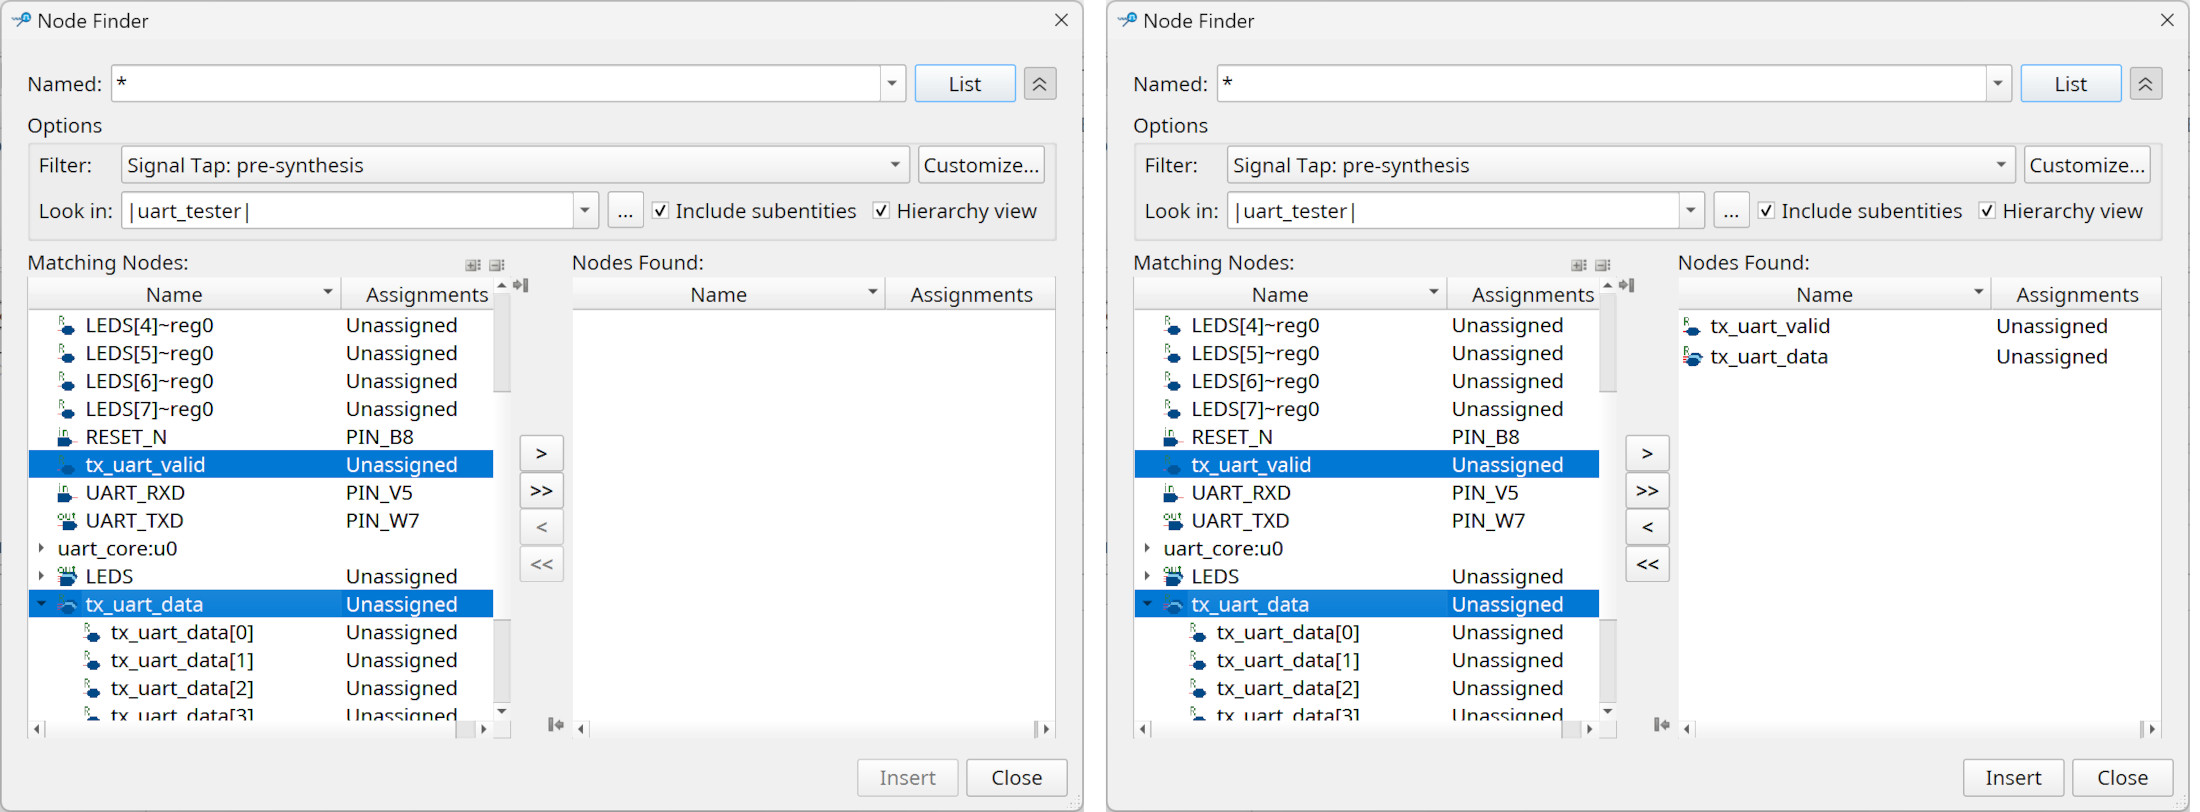 Node Finder
Named: * List
Options
Filter: Signal Tap: pre-synthesis Customize...
Look in: |uart_tester| ... Include subentities Hierarchy view
Matching Nodes: Nodes Found:
Name Assignments Name Assignments
LEDS[4]~reg0 Unassigned
LEDS[5]~reg0 Unassigned
LEDS[6]~reg0 Unassigned
LEDS[7]~reg0 Unassigned
RESET_N PIN_B8
tx_uart_valid Unassigned
UART_RXD PIN_V5
UART_TXD PIN_W7
uart_core:u0
LEDS Unassigned
tx_uart_data Unassigned
tx_uart_data[0] Unassigned
tx_uart_data[1] Unassigned
tx_uart_data[2] Unassigned
tx_uart_data[3] Unassigned
>
>>
<
<<
Insert Close
Node Finder
Named: * List
Options
Filter: Signal Tap: pre-synthesis Customize...
Look in: |uart_tester| ... Include subentities Hierarchy view
Matching Nodes: Nodes Found:
Name Assignments Name Assignments
LEDS[4]~reg0 Unassigned
LEDS[5]~reg0 Unassigned
LEDS[6]~reg0 Unassigned
LEDS[7]~reg0 Unassigned
RESET_N PIN_B8
tx_uart_valid Unassigned
UART_RXD PIN_V5
UART_TXD PIN_W7
uart_core:u0
LEDS Unassigned
tx_uart_data Unassigned
tx_uart_data[0] Unassigned
tx_uart_data[1] Unassigned
tx_uart_data[2] Unassigned
tx_uart_data[3] Unassigned
>
>>
<
<<
tx_uart_valid Unassigned
tx_uart_data Unassigned
Insert Close